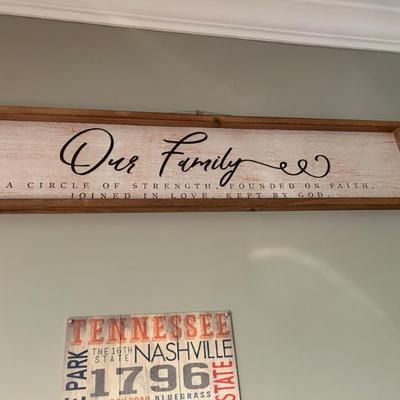 Our Family
A CIRCLE OF STRENGTH, FOUNDED ON FAITH,
JOINED IN LOVE, KEPT BY GOD.
TENNESSEE
PARK
THE 16TH
STATE
NASHVILLE
1796
STATE
BLUEGRASS